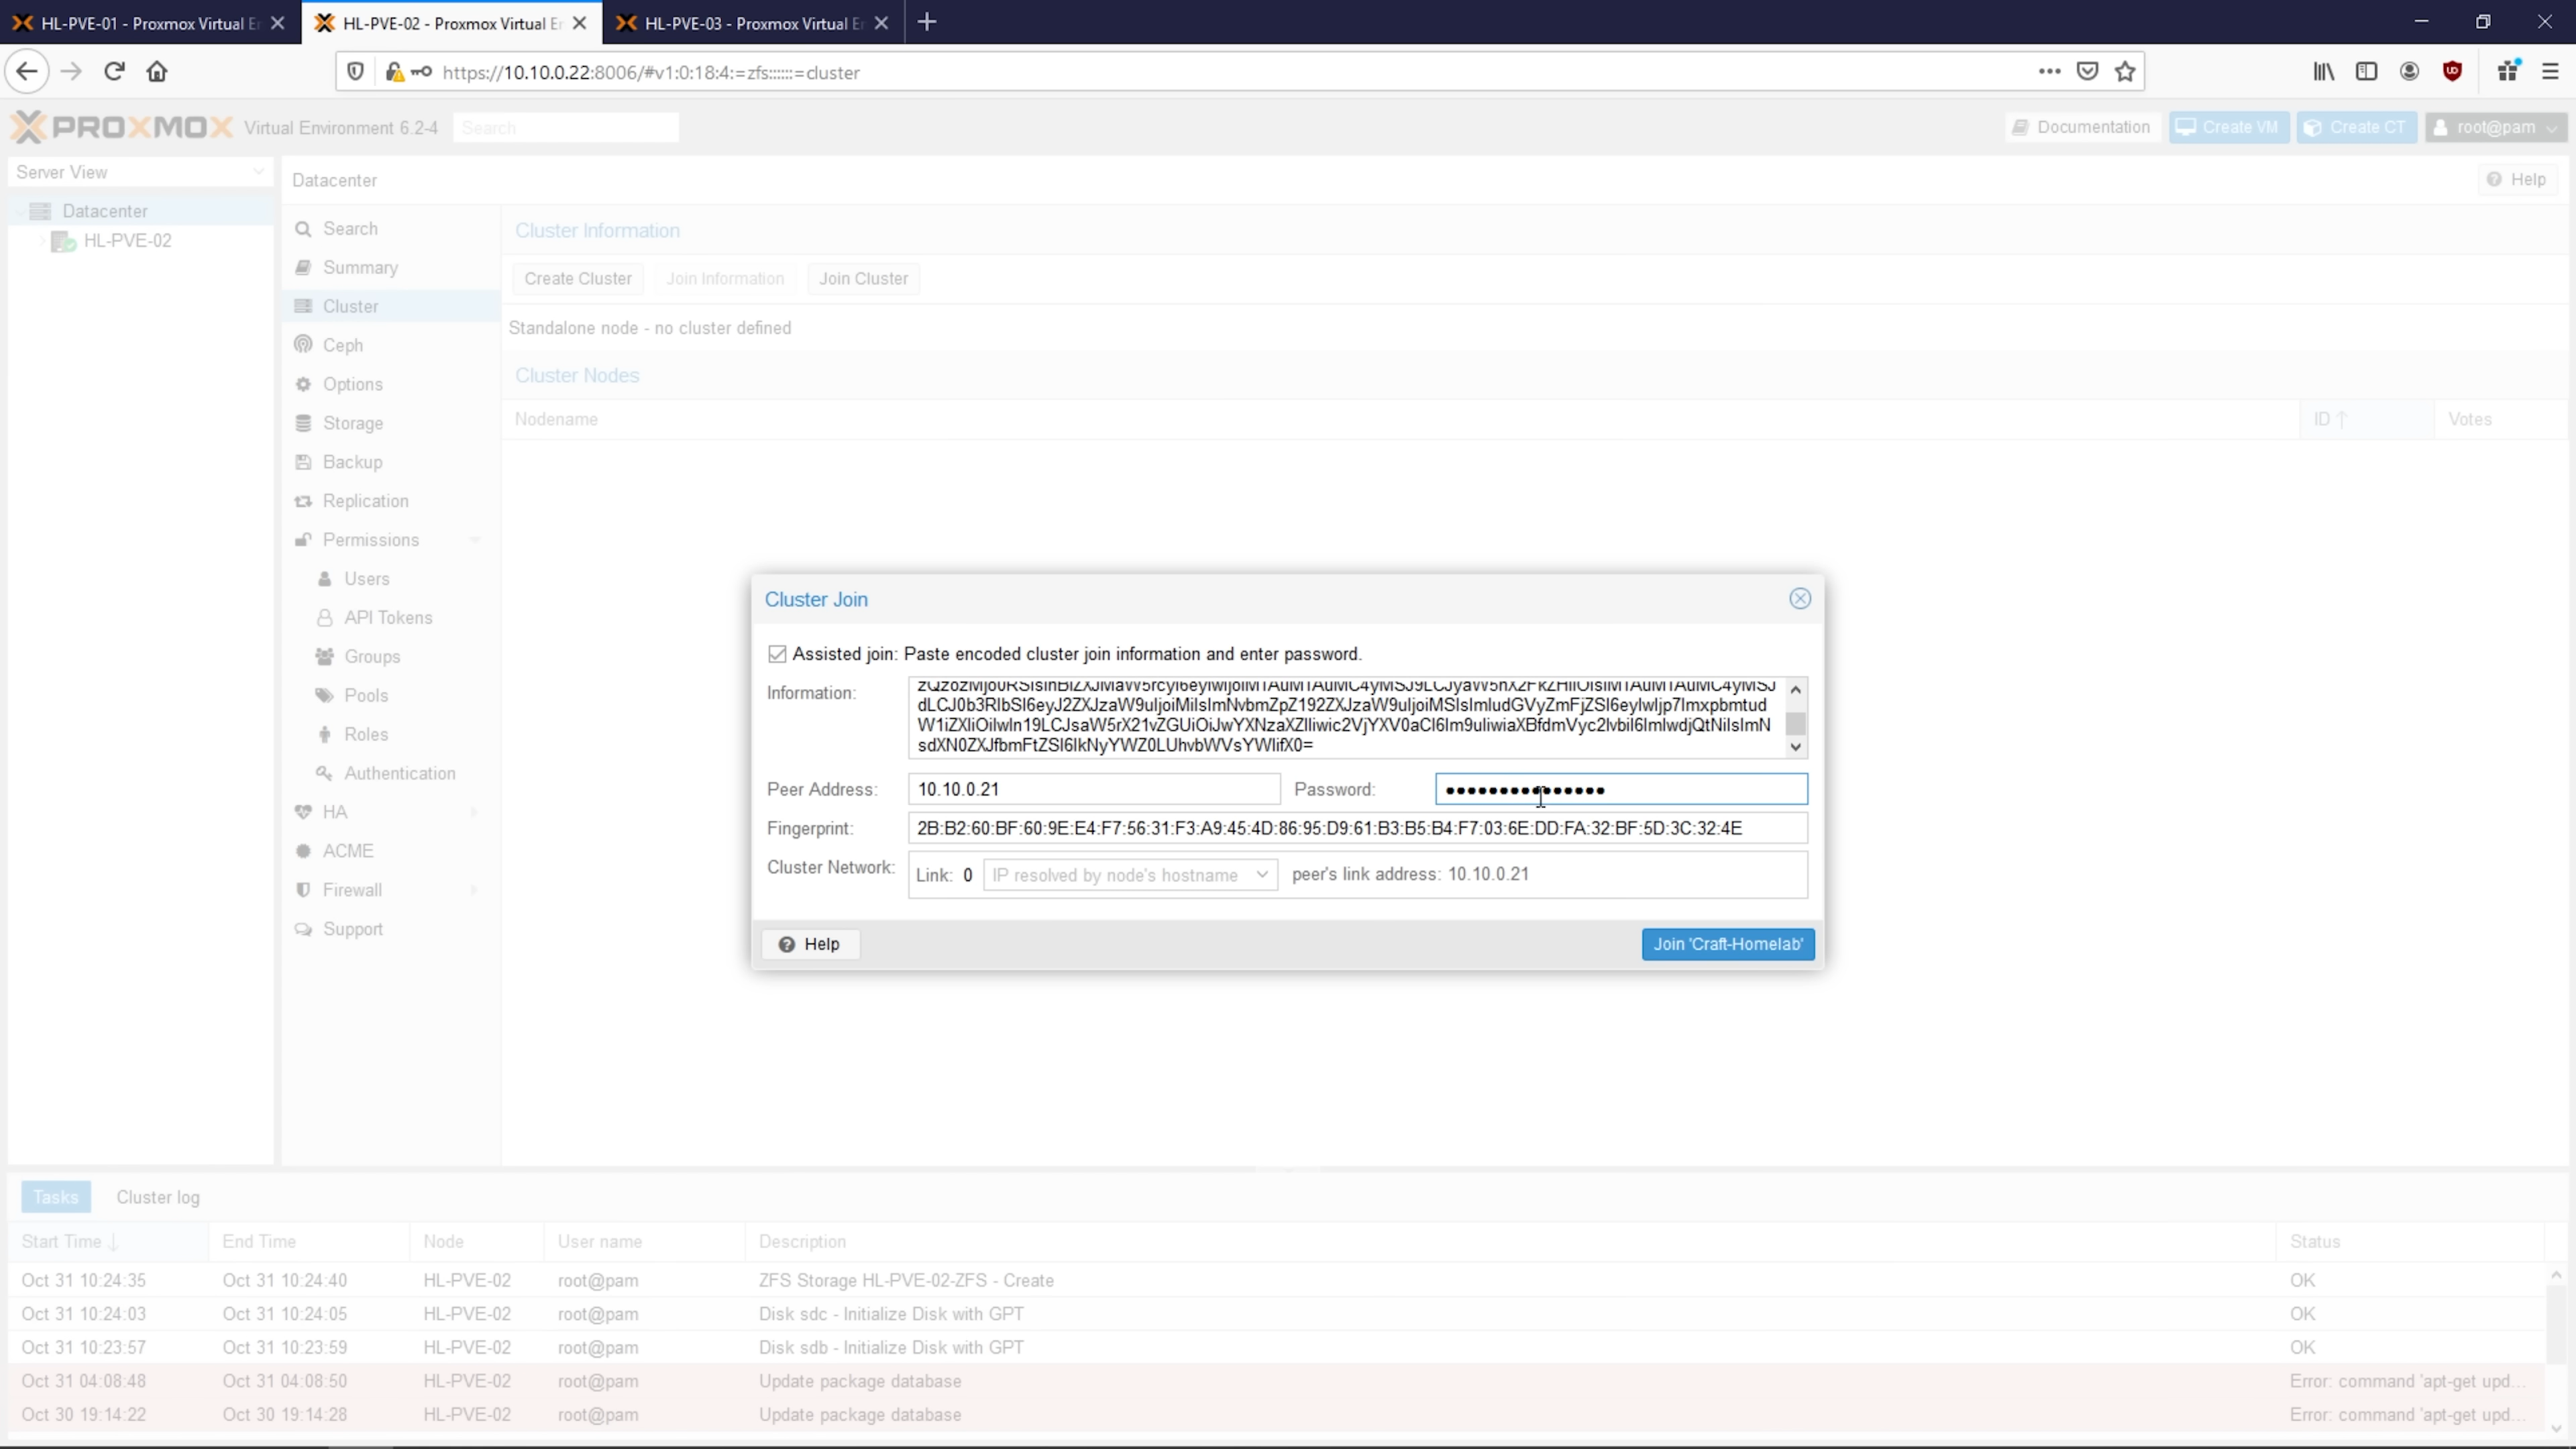 HL-PVE-01 - Proxmox Virtual E
HL-PVE-02 - Proxmox Virtual E
HL-PVE-03 - Proxmox Virtual E
https://10.10.0.22:8006/#v1:0:18:4:=zfs::::::=cluster
PROXMOX Virtual Environment 6.2-4 Search
Documentation Create VM Create CT root@pam
Server View
Datacenter
HL-PVE-02
Datacenter
Help
Search
Summary
Cluster
Ceph
Options
Storage
Backup
Replication
Permissions
Users
API Tokens
Groups
Pools
Roles
Authentication
HA
ACME
Firewall
Support
Cluster Information
Create Cluster Join Information Join Cluster
Standalone node - no cluster defined
Cluster Nodes
Nodename ID Votes
Cluster Join
Assisted join: Paste encoded cluster join information and enter password.
Information:
Peer Address: 10.10.0.21 Password: •••••••••••••••
Fingerprint: 2B:B2:60:BF:60:9E:E4:F7:56:31:F3:A9:45:4D:86:95:D9:61:B3:B5:B4:F7:03:6E:DD:FA:32:BF:5D:3C:32:4E
Cluster Network: Link: 0 IP resolved by node's hostname peer's link address: 10.10.0.21
Help Join 'Craft-Homelab'
Tasks Cluster log
Start Time End Time Node User name Description Status
Oct 31 10:24:35 Oct 31 10:24:40 HL-PVE-02 root@pam ZFS Storage HL-PVE-02-ZFS - Create OK
Oct 31 10:24:03 Oct 31 10:24:05 HL-PVE-02 root@pam Disk sdc - Initialize Disk with GPT OK
Oct 31 10:23:57 Oct 31 10:23:59 HL-PVE-02 root@pam Disk sdb - Initialize Disk with GPT OK
Oct 31 04:08:48 Oct 31 04:08:50 HL-PVE-02 root@pam Update package database Error: command 'apt-get upd...
Oct 30 19:14:22 Oct 30 19:14:28 HL-PVE-02 root@pam Update package database Error: command 'apt-get upd...